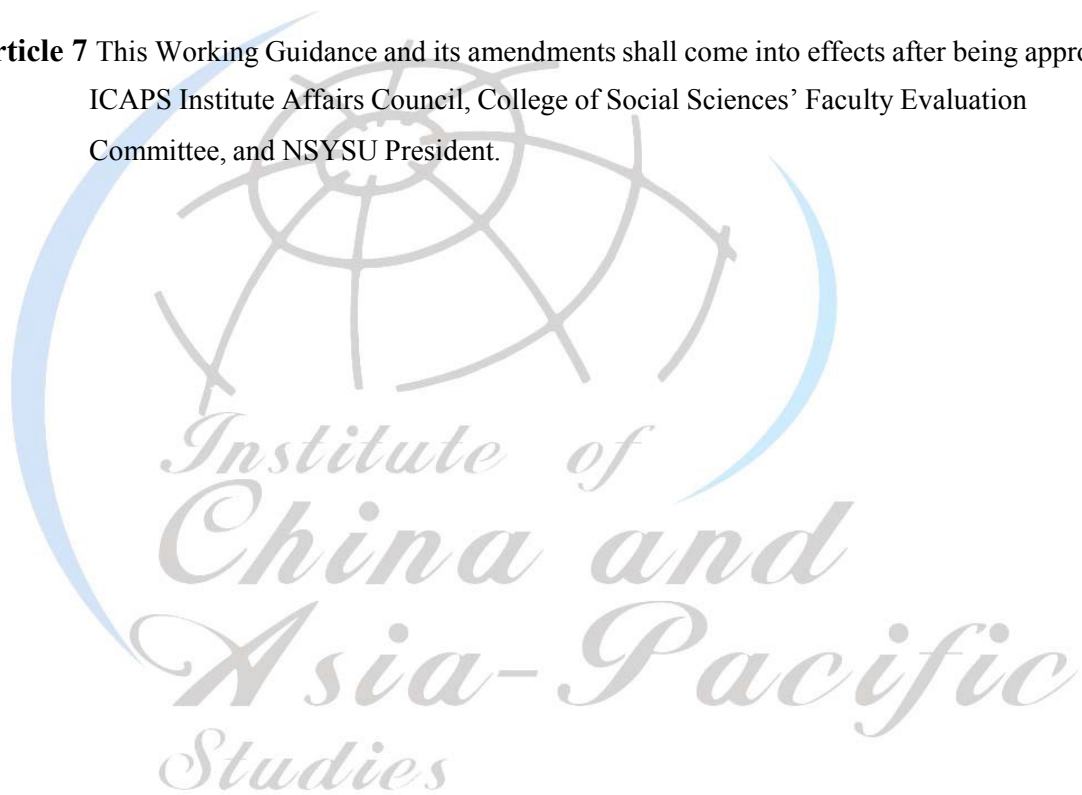 rticle 7 This Working Guidance and its amendments shall come into effects after being appro
ICAPS Institute Affairs Council, College of Social Sciences’ Faculty Evaluation
Committee, and NSYSU President.
Institute of
China and
Asia-Pacific
Studies